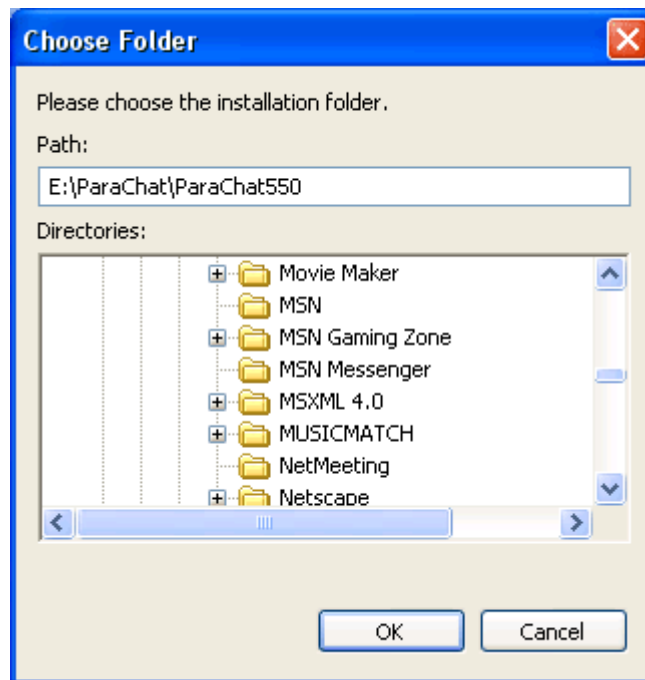 Choose Folder
Please choose the installation folder.
Path:
E:\ParaChat\ParaChat550
Directories:
Movie Maker
MSN
MSN Gaming Zone
MSN Messenger
MSXML 4.0
MUSICMATCH
NetMeeting
Netscape
OK Cancel